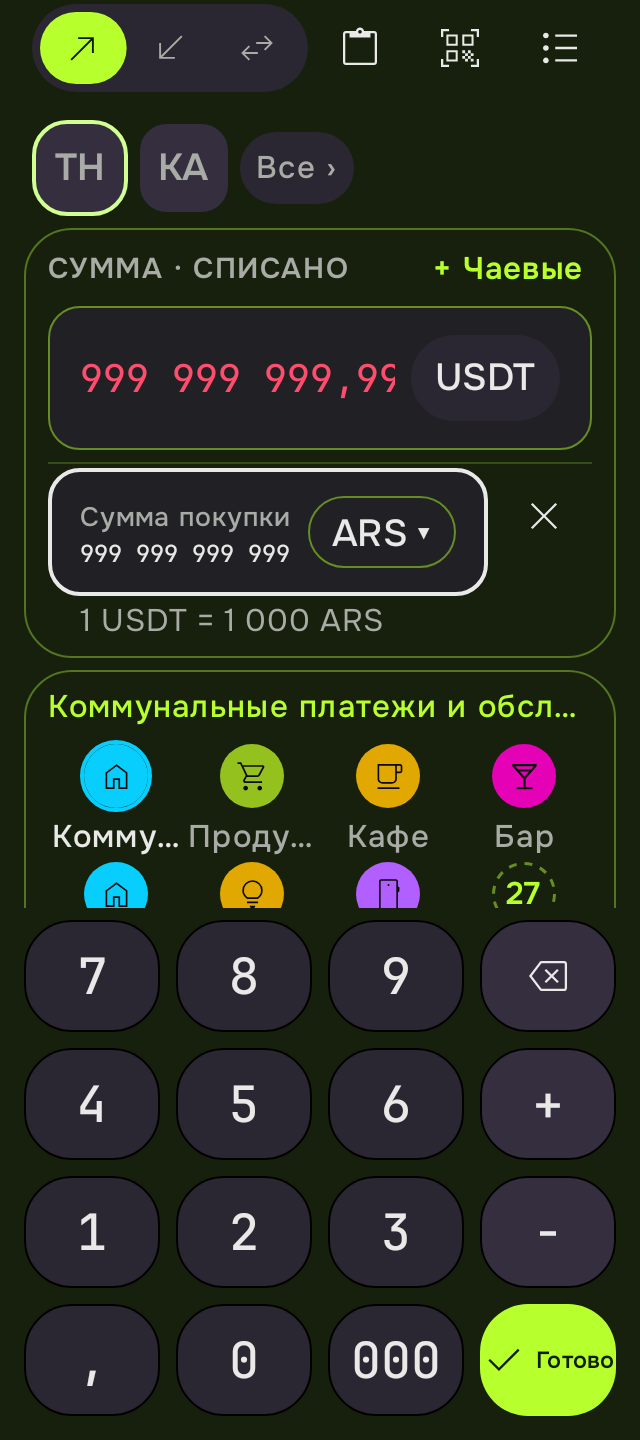 TH KA Все ›
СУММА · СПИСАНО + Чаевые
999 999 999,99 USDT
Сумма покупки
999 999 999 999 ARS ▾
1 USDT = 1 000 ARS
Коммунальные платежи и обсл...
Комму... Проду... Кафе Бар
27
7 8 9
4 5 6 +
1 2 3 -
, 0 000 Готово